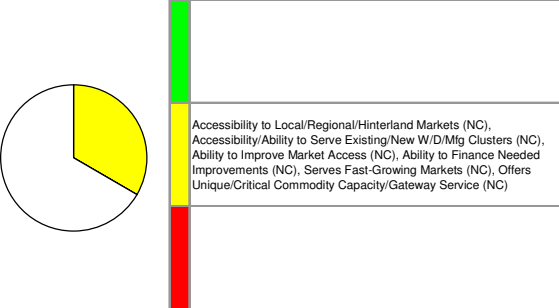 Accessibility to Local/Regional/Hinterland Markets (NC),
Accessibility/Ability to Serve Existing/New W/D/Mfg Clusters (NC),
Ability to Improve Market Access (NC), Ability to Finance Needed
Improvements (NC), Serves Fast-Growing Markets (NC), Offers
Unique/Critical Commodity Capacity/Gateway Service (NC)